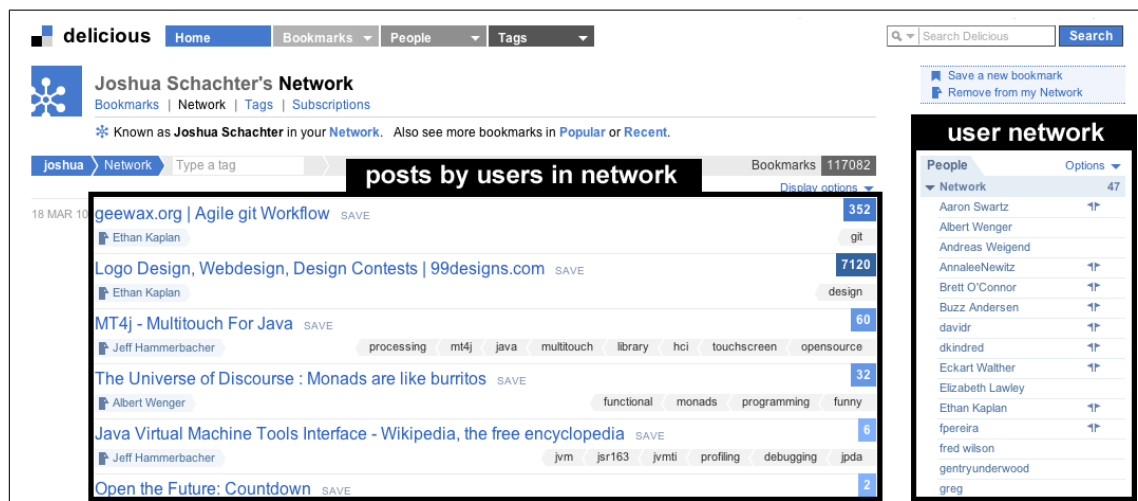 delicious Home Bookmarks People Tags Search Delicious Search
Joshua Schachter's Network
Bookmarks | Network | Tags | Subscriptions
Save a new bookmark
Remove from my Network
Known as Joshua Schachter in your Network. Also see more bookmarks in Popular or Recent.
joshua Network Type a tag Bookmarks 117082
posts by users in network
Display options
18 MAR 10
geewax.org | Agile git Workflow SAVE 352
Ethan Kaplan git
Logo Design, Webdesign, Design Contests | 99designs.com SAVE 7120
Ethan Kaplan design
MT4j - Multitouch For Java SAVE 60
Jeff Hammerbacher processing mt4j java multitouch library hci touchscreen opensource
The Universe of Discourse : Monads are like burritos SAVE 32
Albert Wenger functional monads programming funny
Java Virtual Machine Tools Interface - Wikipedia, the free encyclopedia SAVE 6
Jeff Hammerbacher jvm jsr163 jvmti profiling debugging jpda
Open the Future: Countdown SAVE 2
user network
People Options
Network 47
Aaron Swartz
Albert Wenger
Andreas Weigend
AnnaleeNewitz
Brett O'Connor
Buzz Andersen
davidr
dkindred
Eckart Walther
Elizabeth Lawley
Ethan Kaplan
fpereira
fred wilson
gentryunderwood
greg